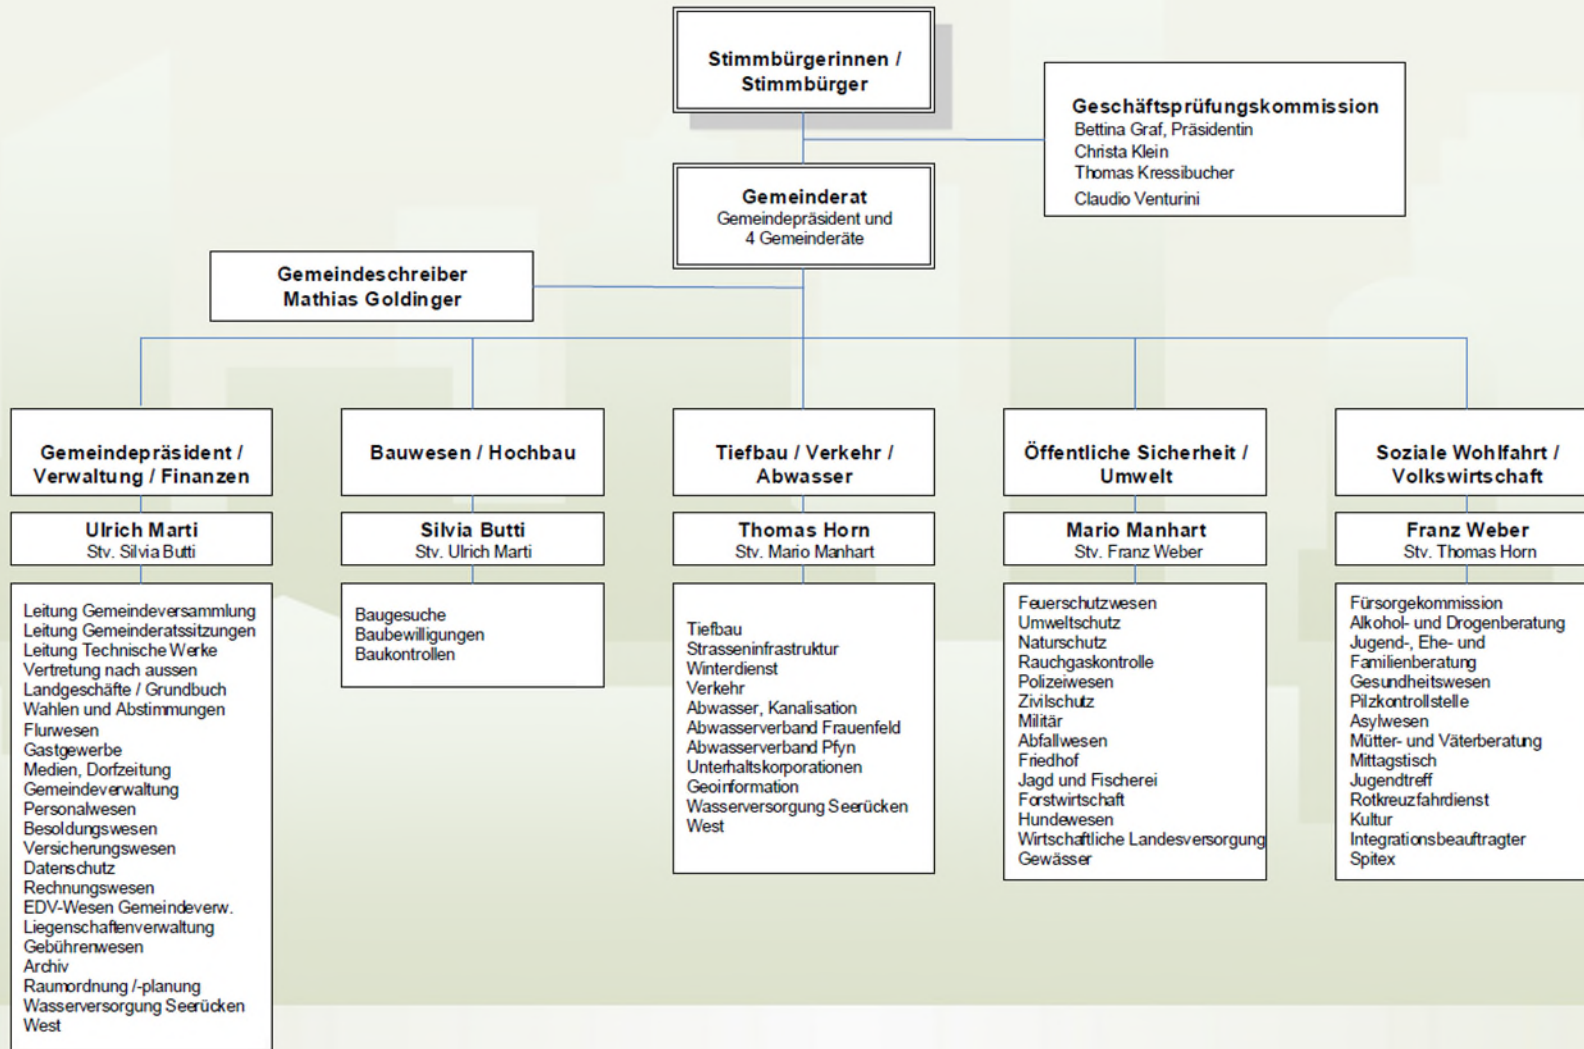 Stimmbürgerinnen /
Stimmbürger
Geschäftsprüfungskommission
Bettina Graf, Präsidentin
Christa Klein
Thomas Kressibucher
Claudio Venturini
Gemeinderat
Gemeindepräsident und
4 Gemeinderäte
Gemeindeschreiber
Mathias Goldinger
Gemeindepräsident /
Verwaltung / Finanzen
Ulrich Marti
Stv. Silvia Butti
Leitung Gemeindeversammlung
Leitung Gemeinderatssitzungen
Leitung Technische Werke
Vertretung nach aussen
Landgeschäfte / Grundbuch
Wahlen und Abstimmungen
Flurwesen
Gastgewerbe
Medien, Dorfzeitung
Gemeindeverwaltung
Personalwesen
Besoldungswesen
Versicherungswesen
Datenschutz
Rechnungswesen
EDV-Wesen Gemeindeverw.
Liegenschaftenverwaltung
Gebührenwesen
Archiv
Raumordnung /-planung
Wasserversorgung Seerücken
West
Bauwesen / Hochbau
Silvia Butti
Stv. Ulrich Marti
Baugesuche
Baubewilligungen
Baukontrollen
Tiefbau / Verkehr /
Abwasser
Thomas Horn
Stv. Mario Manhart
Tiefbau
Strasseninfrastruktur
Winterdienst
Verkehr
Abwasser, Kanalisation
Abwasserverband Frauenfeld
Abwasserverband Pfyn
Unterhaltskorporationen
Geoinformation
Wasserversorgung Seerücken
West
Öffentliche Sicherheit /
Umwelt
Mario Manhart
Stv. Franz Weber
Feuerschutzwesen
Umweltschutz
Naturschutz
Rauchgaskontrolle
Polizeiwesen
Zivilschutz
Militär
Abfallwesen
Friedhof
Jagd und Fischerei
Forstwirtschaft
Hundewesen
Wirtschaftliche Landesversorgung
Gewässer
Soziale Wohlfahrt /
Volkswirtschaft
Franz Weber
Stv. Thomas Horn
Fürsorgekommission
Alkohol- und Drogenberatung
Jugend-, Ehe- und
Familienberatung
Gesundheitswesen
Pilzkontrollstelle
Asylwesen
Mütter- und Väterberatung
Mittagstisch
Jugendtreff
Rotkreuzfahrdienst
Kultur
Integrationsbeauftragter
Spitex